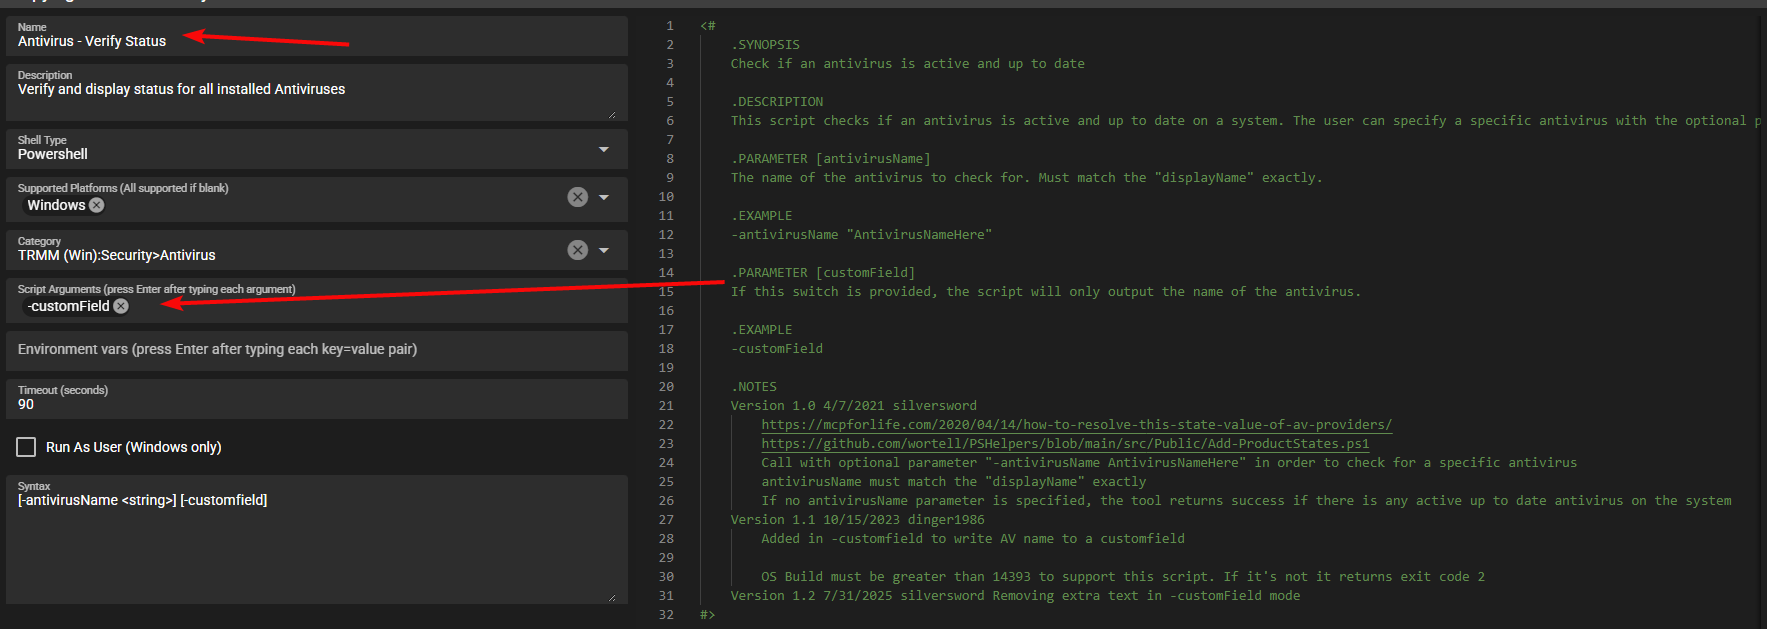 Name
Antivirus - Verify Status
Description
Verify and display status for all installed Antiviruses
Shell Type
Powershell
Supported Platforms (All supported if blank)
Windows
Category
TRMM (Win):Security>Antivirus
Script Arguments (press Enter after typing each argument)
-customField
Environment vars (press Enter after typing each key=value pair)
Timeout (seconds)
90
Run As User (Windows only)
Syntax
[-antivirusName <string>] [-customfield]
1 <#
2 .SYNOPSIS
3 Check if an antivirus is active and up to date
4
5 .DESCRIPTION
6 This script checks if an antivirus is active and up to date on a system. The user can specify a specific antivirus with the optional p
7
8 .PARAMETER [antivirusName]
9 The name of the antivirus to check for. Must match the "displayName" exactly.
10
11 .EXAMPLE
12 -antivirusName "AntivirusNameHere"
13
14 .PARAMETER [customField]
15 If this switch is provided, the script will only output the name of the antivirus.
16
17 .EXAMPLE
18 -customField
19
20 .NOTES
21 Version 1.0 4/7/2021 silversword
22 https://mcpforlife.com/2020/04/14/how-to-resolve-this-state-value-of-av-providers/
23 https://github.com/wortell/PSHelpers/blob/main/src/Public/Add-ProductStates.ps1
24 Call with optional parameter "-antivirusName AntivirusNameHere" in order to check for a specific antivirus
25 antivirusName must match the "displayName" exactly
26 If no antivirusName parameter is specified, the tool returns success if there is any active up to date antivirus on the system
27 Version 1.1 10/15/2023 dinger1986
28 Added in -customfield to write AV name to a customfield
29
30 OS Build must be greater than 14393 to support this script. If it's not it returns exit code 2
31 Version 1.2 7/31/2025 silversword Removing extra text in -customField mode
32 #>